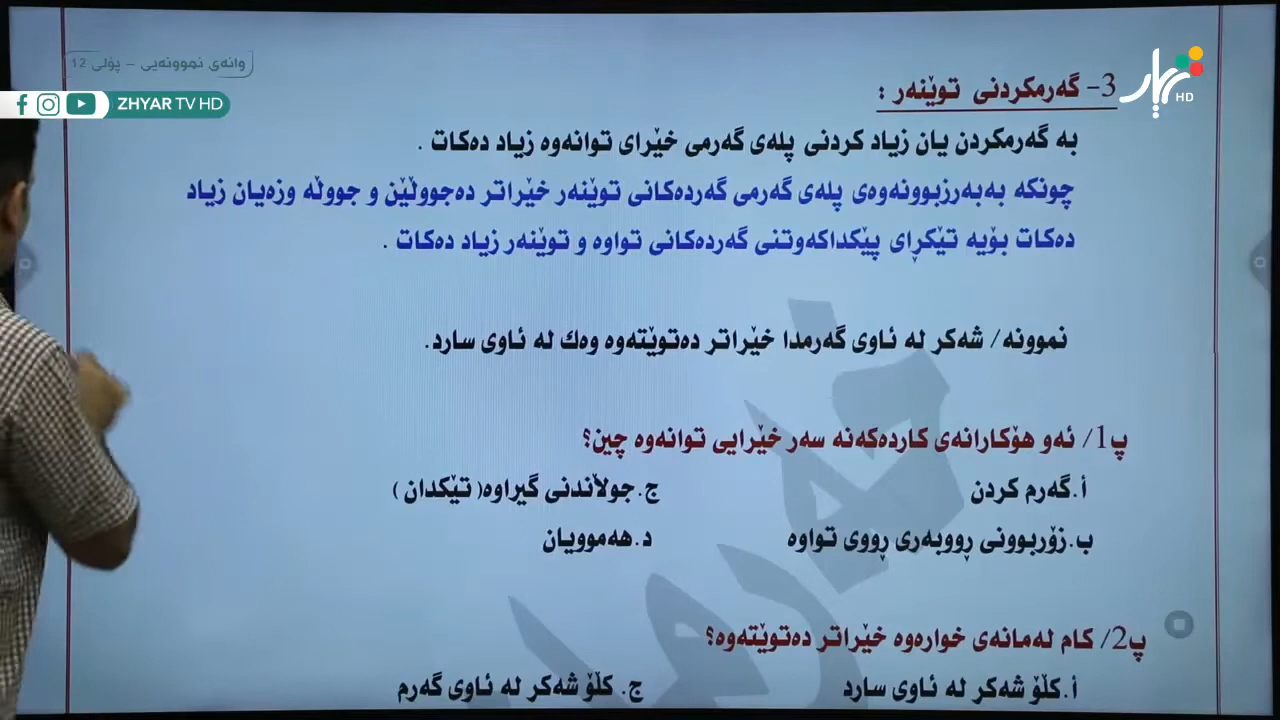 وانەی نموونەیی – پۆلی 12
ZHYAR TV HD
ژیار HD
3- گەرمکردنی توێنەر :
بە گەرمکردن یان زیاد کردنی پلەی گەرمی خێرای توانەوە زیاد دەکات .
چونکە بەبەرزبوونەوەی پلەی گەرمی گەردەکانی توێنەر خێراتر دەجووڵێن و جووڵە وزەیان زیاد
دەکات بۆیە تێکڕای پێکداکەوتنی گەردەکانی تواوە و توێنەر زیاد دەکات .
نموونە/ شەکر لە ئاوی گەرمدا خێراتر دەتوێتەوە وەك لە ئاوی سارد.
پ1/ ئەو هۆکارانەی کاردەکەنە سەر خێرایی توانەوە چین؟
أ.گەرم کردن
ج.جوڵاندنی گیراوە( تێکدان )
ب.زۆربوونی ڕووبەری ڕووی تواوە
د.هەموویان
پ2/ کام لەمانەی خوارەوە خێراتر دەتوێتەوە؟
أ.کڵۆ شەکر لە ئاوی سارد
ج. کڵۆ شەکر لە ئاوی گەرم